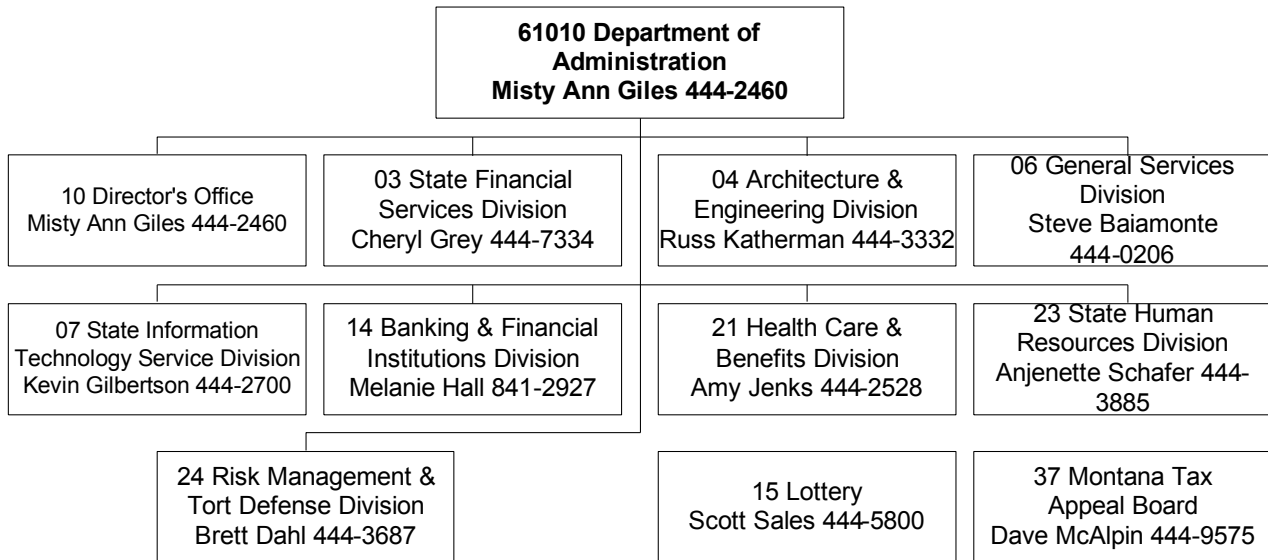 61010 Department of
Administration
Misty Ann Giles 444-2460
10 Director's Office
Misty Ann Giles 444-2460
03 State Financial
Services Division
Cheryl Grey 444-7334
04 Architecture &
Engineering Division
Russ Katherman 444-3332
06 General Services
Division
Steve Baiamonte
444-0206
07 State Information
Technology Service Division
Kevin Gilbertson 444-2700
14 Banking & Financial
Institutions Division
Melanie Hall 841-2927
21 Health Care &
Benefits Division
Amy Jenks 444-2528
23 State Human
Resources Division
Anjenette Schafer 444-
3885
24 Risk Management &
Tort Defense Division
Brett Dahl 444-3687
15 Lottery
Scott Sales 444-5800
37 Montana Tax
Appeal Board
Dave McAlpin 444-9575